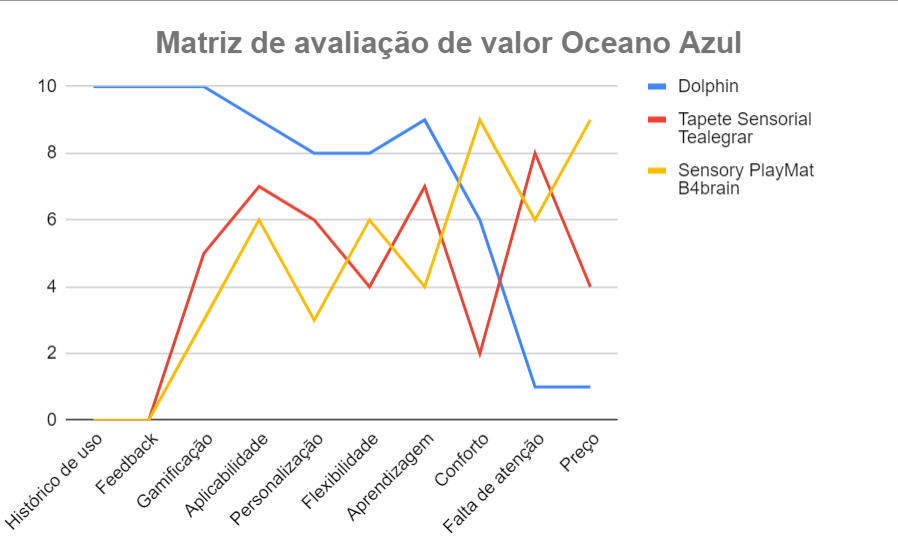 Matriz de avaliação de valor Oceano Azul
10
8
6
4
2
0
Dolphin
Tapete Sensorial
Tealegrar
Sensory PlayMat
B4brain
Histórico de uso
Feedback
Gamificação
Aplicabilidade
Personalização
Flexibilidade
Aprendizagem
Conforto
Falta de atenção
Preço